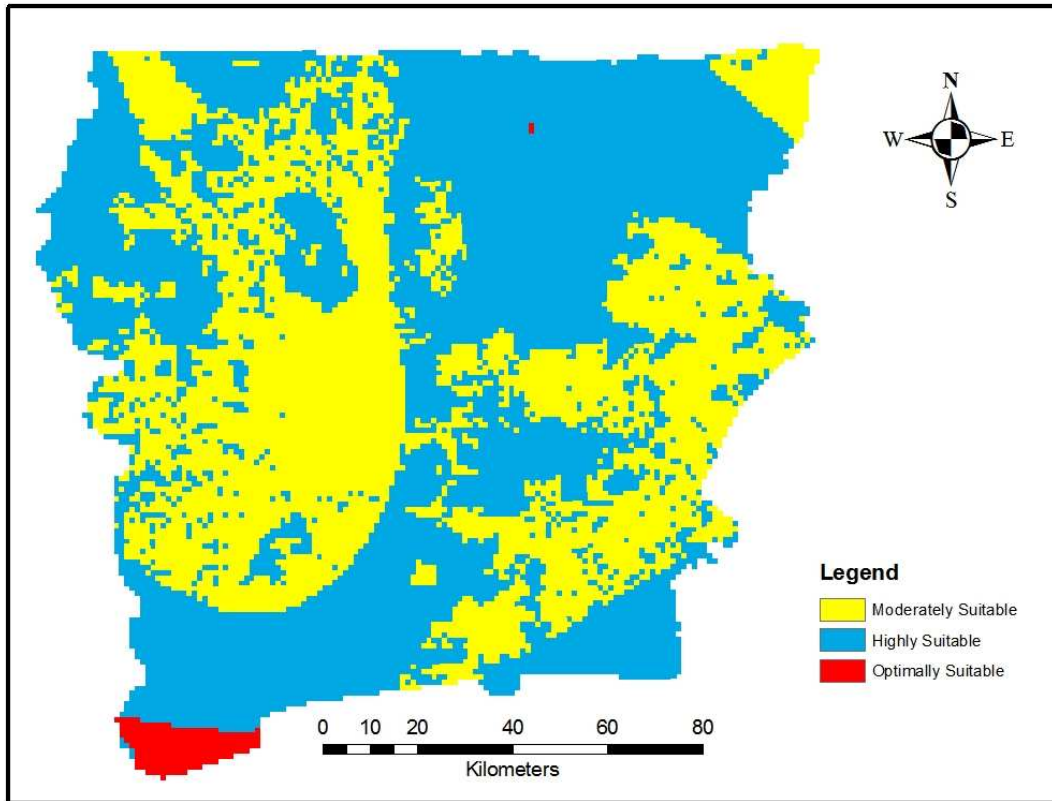 N
W E
S
Legend
Moderately Suitable
Highly Suitable
Optimally Suitable
0 10 20 40 60 80
Kilometers